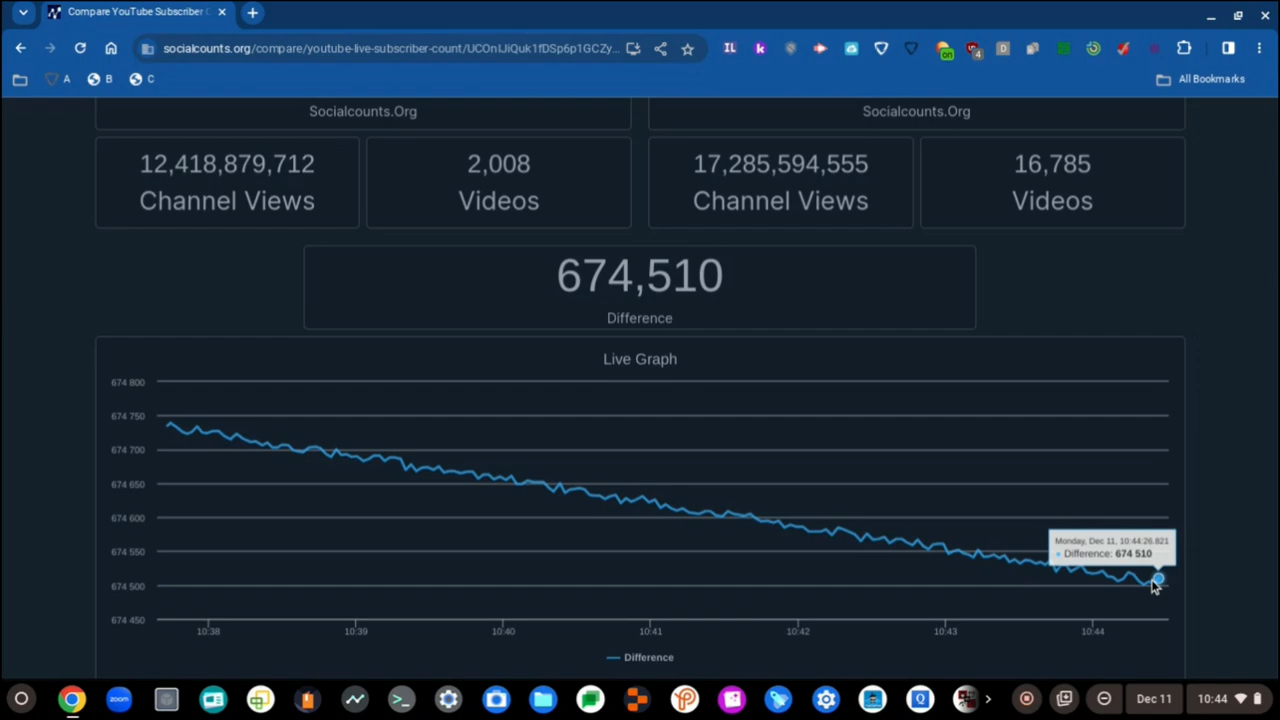 Compare YouTube Subscriber C
socialcounts.org/compare/youtube-live-subscriber-count/UCOnIJiQuk1fDSp6p1GCZy...
IL
k
on
4
D
A
B
C
All Bookmarks
Socialcounts.Org
Socialcounts.Org
12,418,879,712
Channel Views
2,008
Videos
17,285,594,555
Channel Views
16,785
Videos
674,510
Difference
Live Graph
674 800
674 750
674 700
674 650
674 600
674 550
674 500
674 450
Monday, Dec 11, 10:44:26.821
Difference: 674 510
10:38
10:39
10:40
10:41
10:42
10:43
10:44
Difference
zoom
Q
Dec 11
10:44